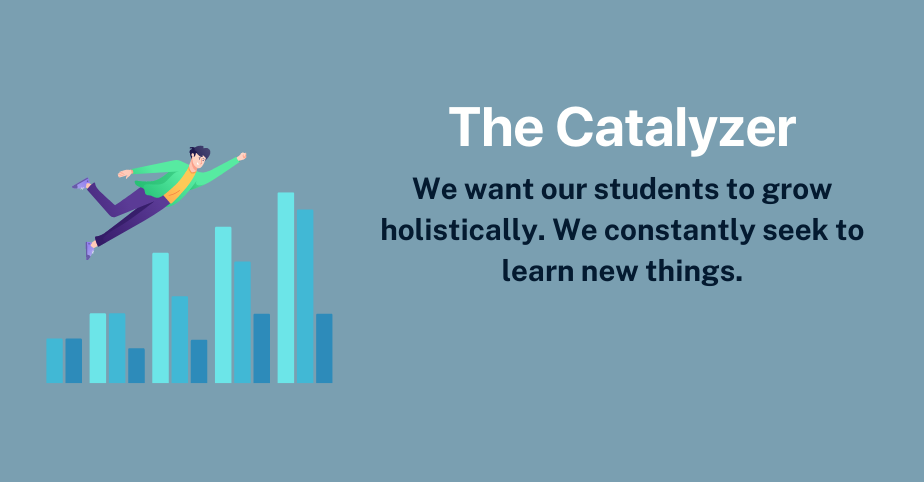 The Catalyzer
We want our students to grow
holistically. We constantly seek to
learn new things.